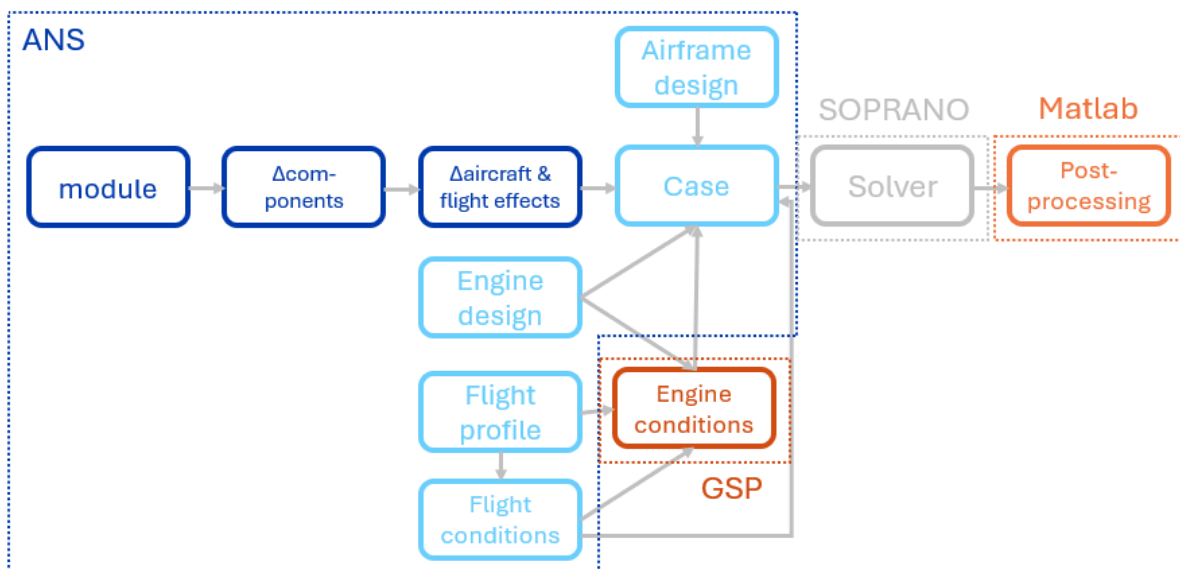 ANS
Airframe
design
SOPRANO
Matlab
module
Δcom-
ponents
Δaircraft &
flight effects
Case
Solver
Post-
processing
Engine
design
Flight
profile
Engine
conditions
GSP
Flight
conditions